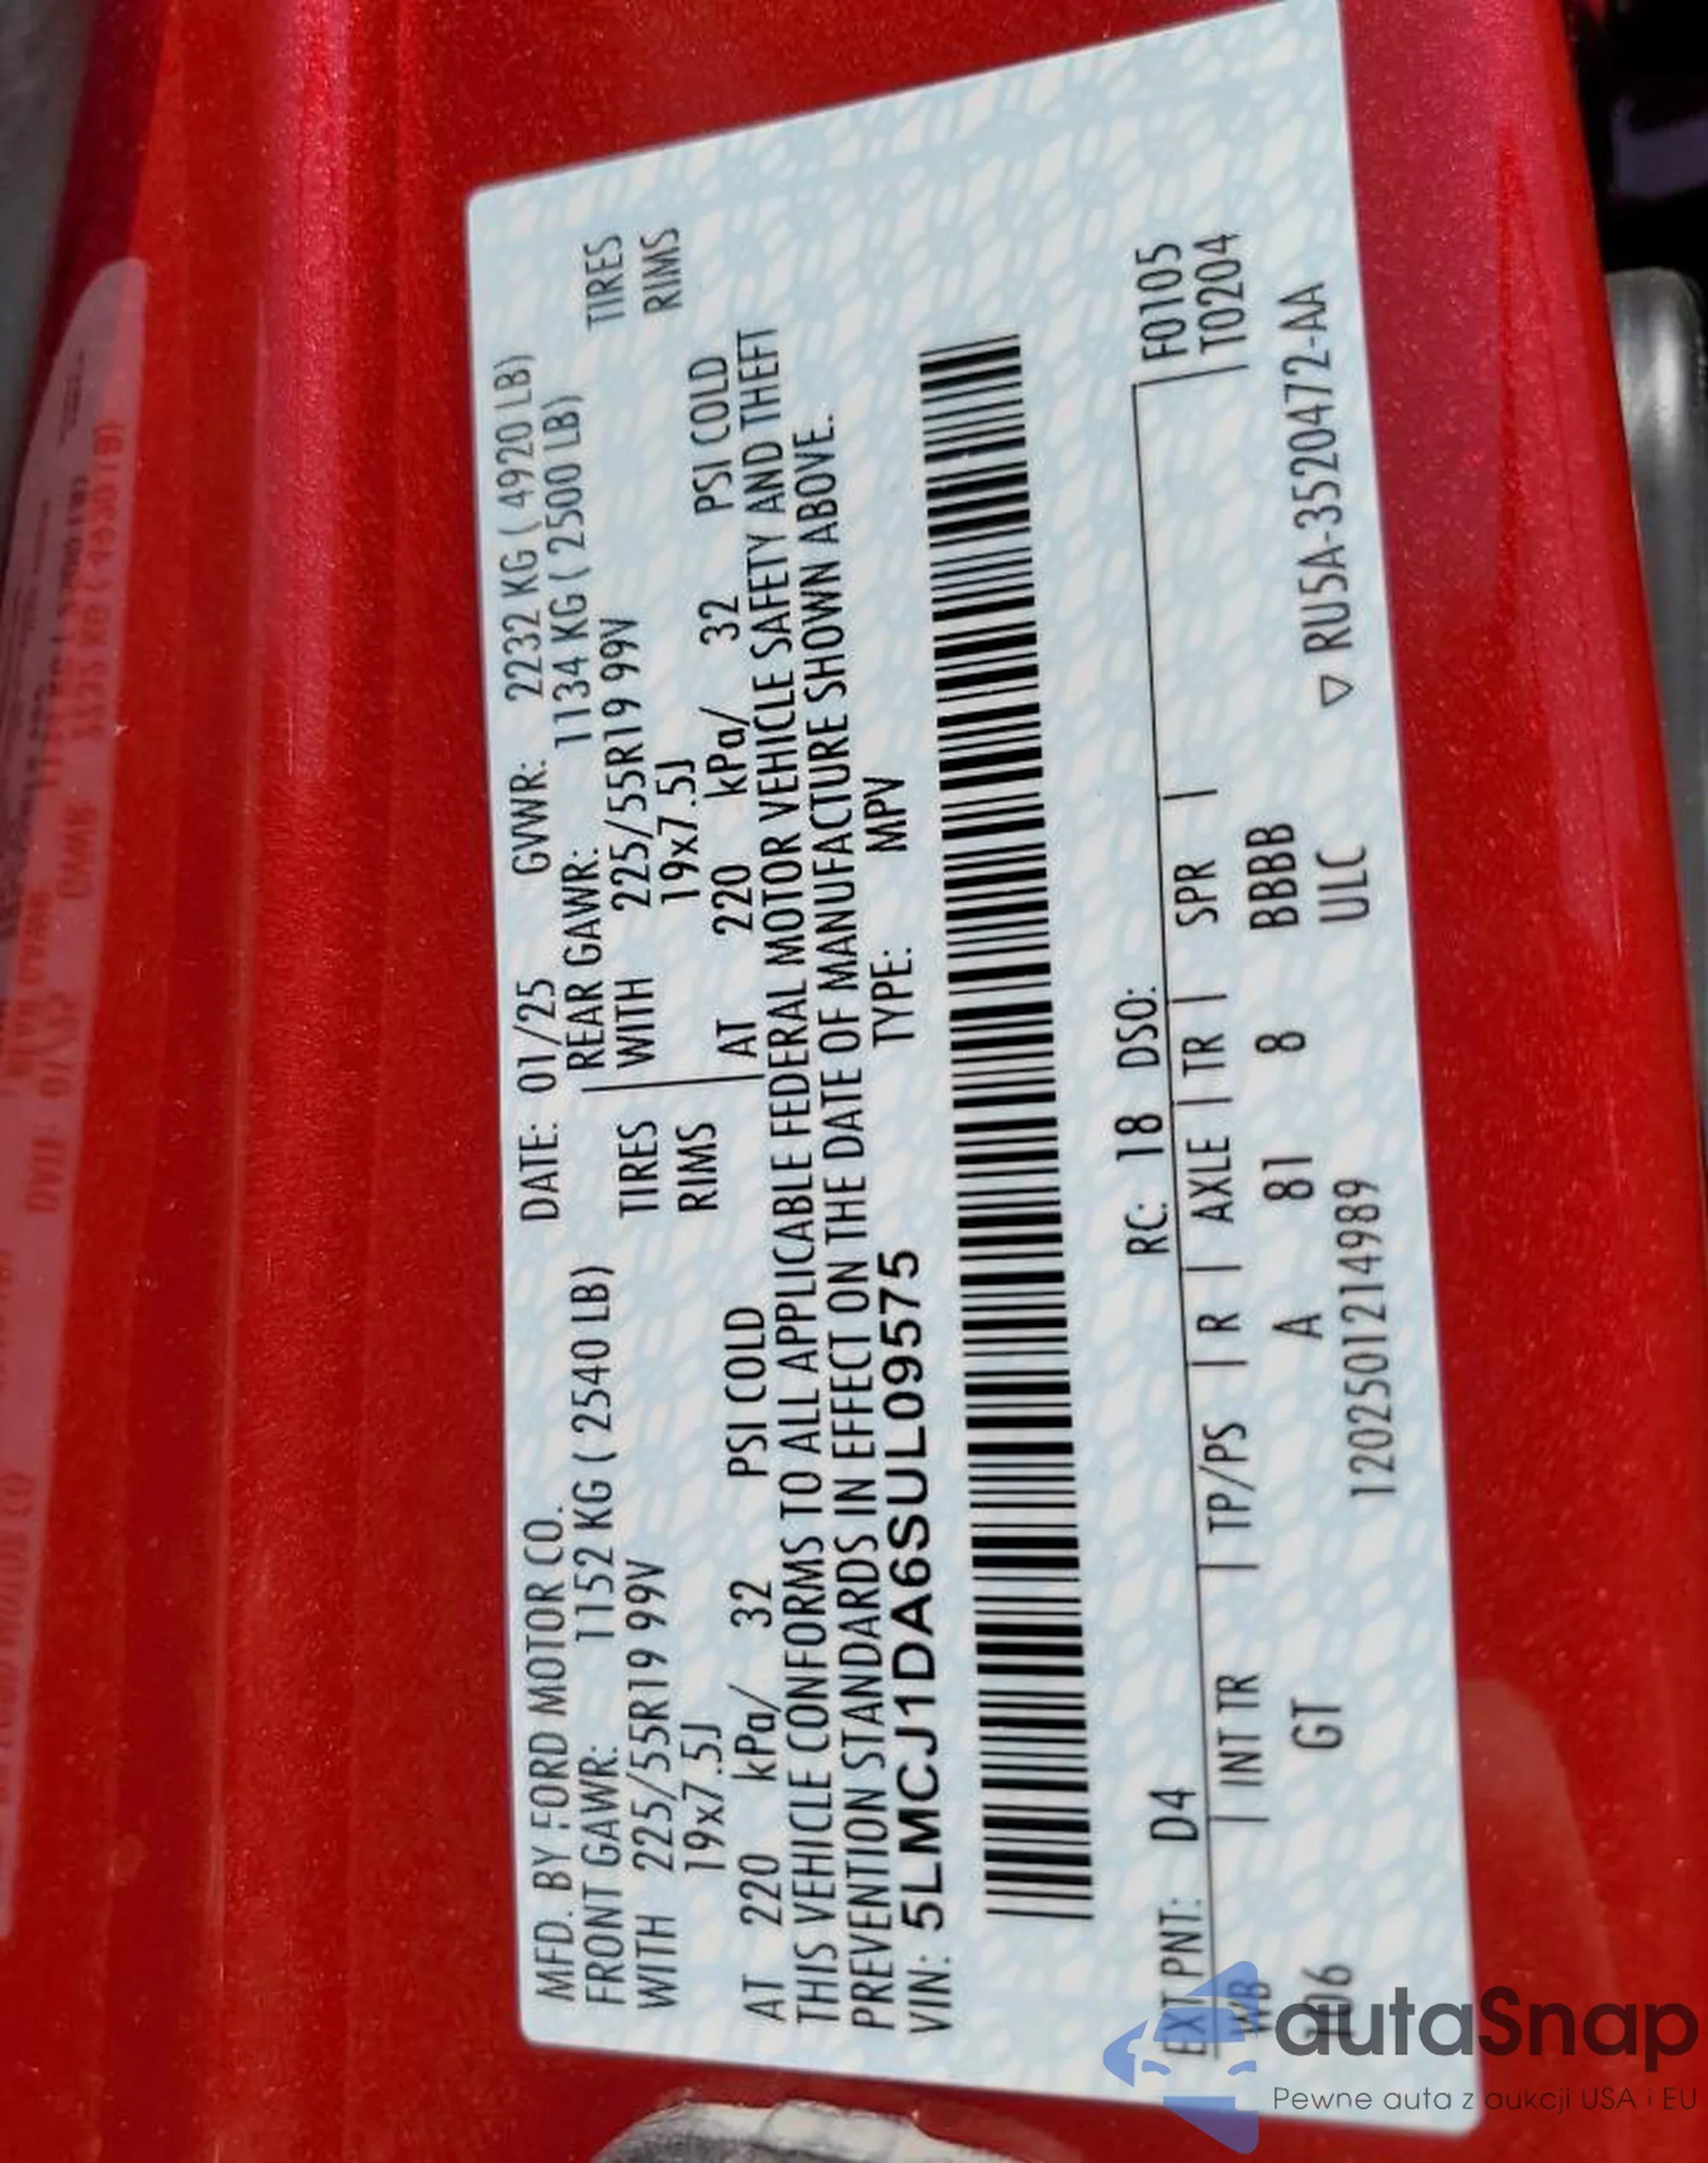 MFD. BY FORD MOTOR CO. DATE: 01/25 GVWR: 2232 KG ( 4920 LB)
FRONT GAWR: 1152 KG ( 2540 LB) REAR GAWR: 1134 KG ( 2500 LB)
WITH 225/55R19 99V TIRES WITH 225/55R19 99V TIRES
19x7.5J RIMS 19x7.5J RIMS
AT 220 kPa/ 32 PSI COLD AT 220 kPa/ 32 PSI COLD
THIS VEHICLE CONFORMS TO ALL APPLICABLE FEDERAL MOTOR VEHICLE SAFETY AND THEFT
PREVENTION STANDARDS IN EFFECT ON THE DATE OF MANUFACTURE SHOWN ABOVE.
VIN: 5LMCJ1DA6SUL09575 TYPE: MPV
EXT PNT: D4 RC: 18 DSO: F0105
WB | INT TR | TP/PS | R | AXLE | TR | SPR | T0204
106 GT A 81 8 BBBB
1202501214989 ULC ▽ RU5A-3520472-AA
autaSnap
Pewne auta z aukcji USA i EU